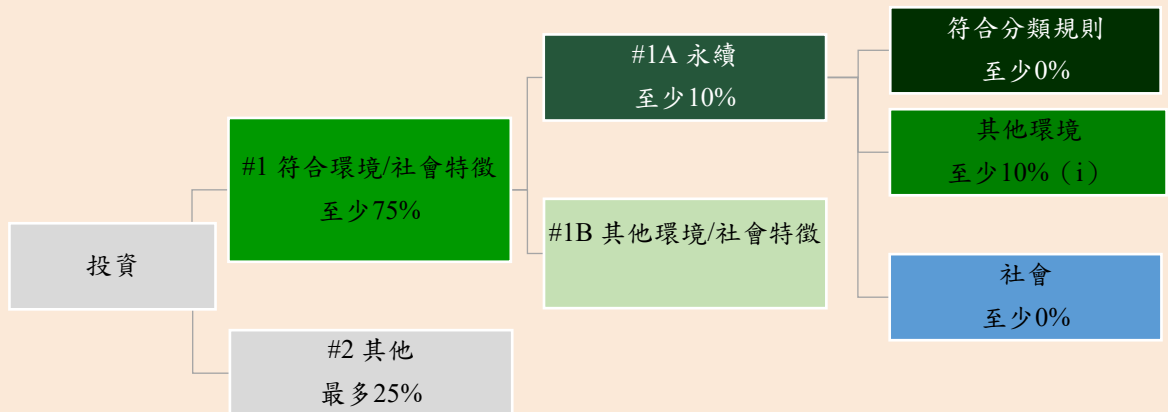 投資
#1 符合環境/社會特徵
至少75%
#2 其他
最多25%
#1A 永續
至少10%
#1B 其他環境/社會特徵
符合分類規則
至少0%
其他環境
至少10%（i）
社會
至少0%